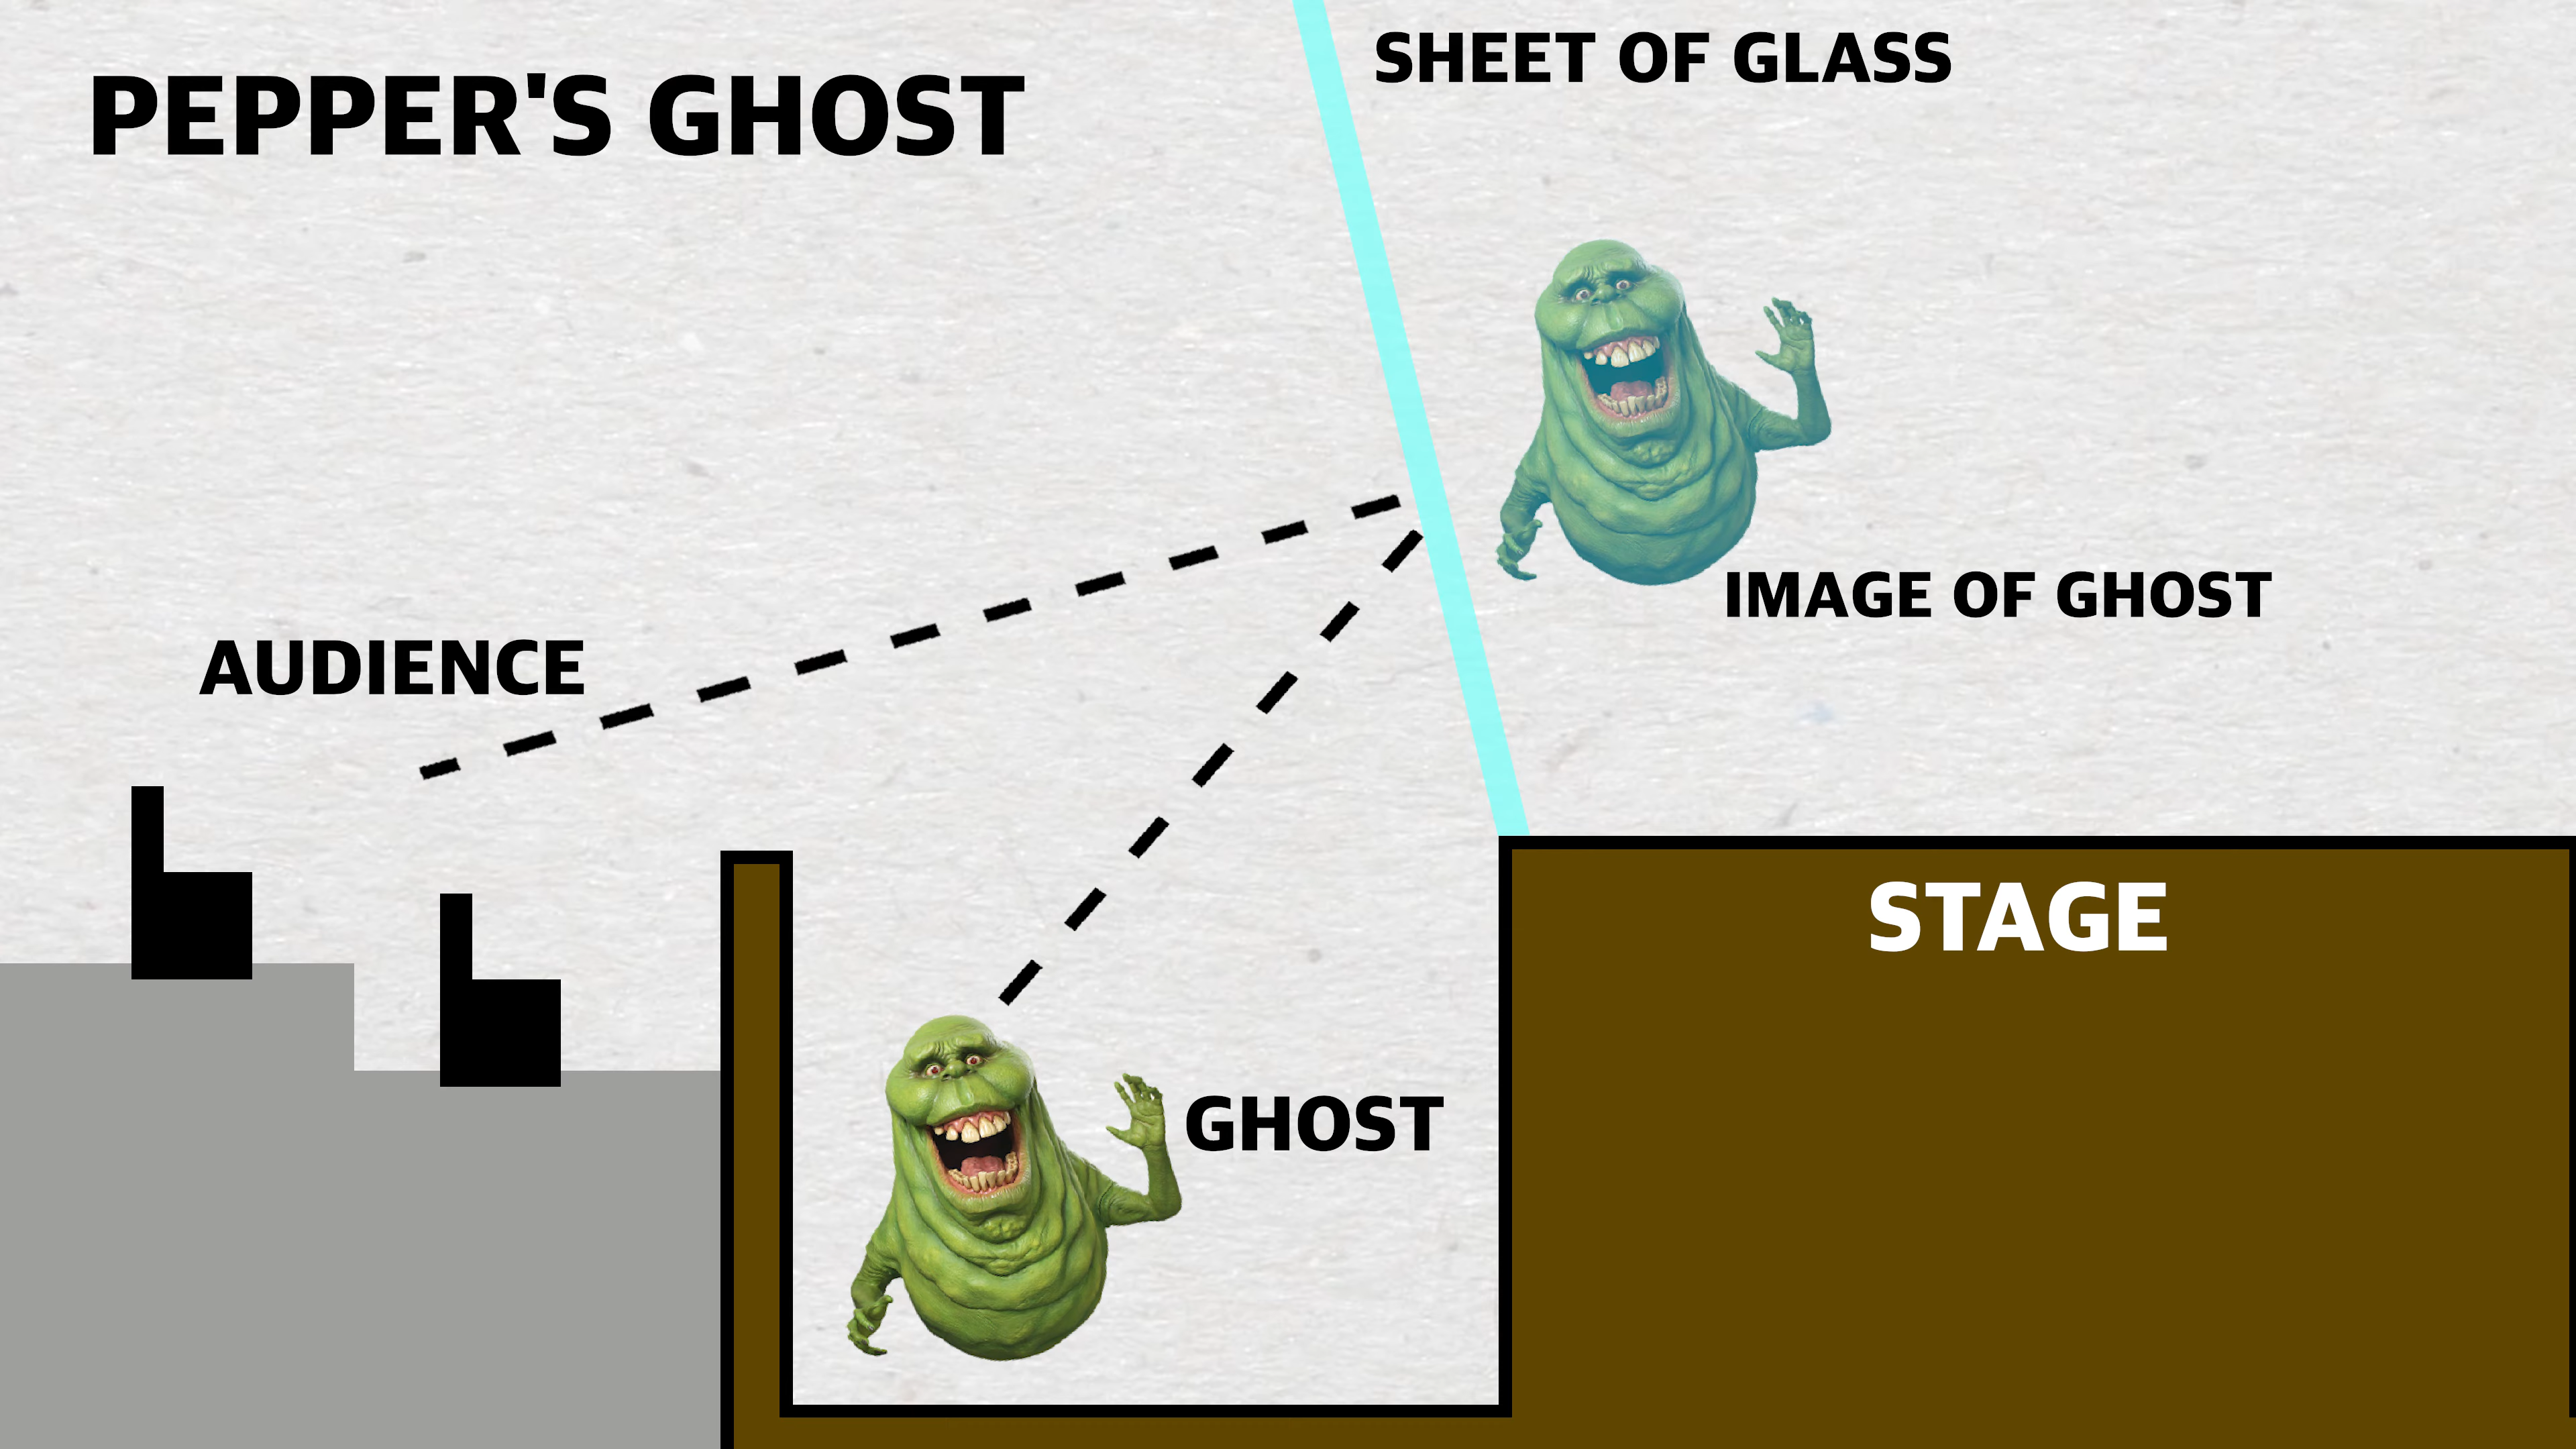 PEPPER'S GHOST
SHEET OF GLASS
IMAGE OF GHOST
AUDIENCE
STAGE
GHOST